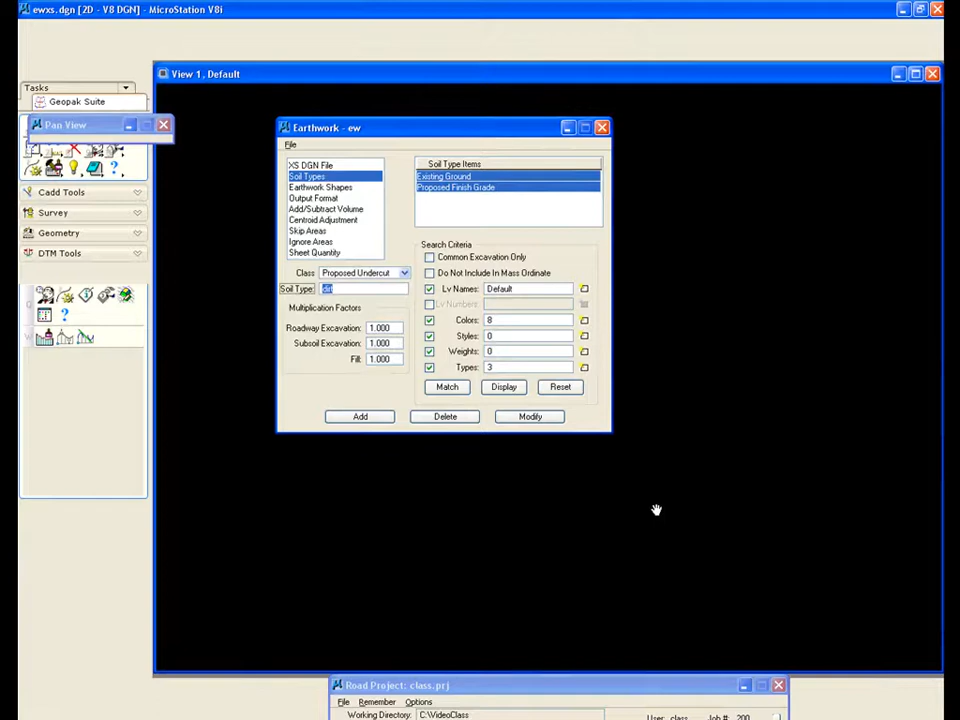 ewxs.dgn [2D - V8 DGN] - MicroStation V8i
View 1, Default
Tasks
Geopak Suite
Pan View
Cadd Tools
Survey
Geometry
DTM Tools
Earthwork - ew
File
XS DGN File
Soil Types
Earthwork Shapes
Output Format
Add/Subtract Volume
Centroid Adjustment
Skip Areas
Ignore Areas
Sheet Quantity
Soil Type Items
Existing Ground
Proposed Finish Grade
Class Proposed Undercut
Soil Type: dirt
Multiplication Factors
Roadway Excavation: 1.000
Subsoil Excavation: 1.000
Fill: 1.000
Search Criteria
Common Excavation Only
Do Not Include In Mass Ordinate
Lv Names: Default
Lv Numbers:
Colors: 8
Styles: 0
Weights: 0
Types: 3
Match Display Reset
Add Delete Modify
Road Project: class.prj
File Remember Options
Working Directory: C:\VideoClass
User: class Job #: 200